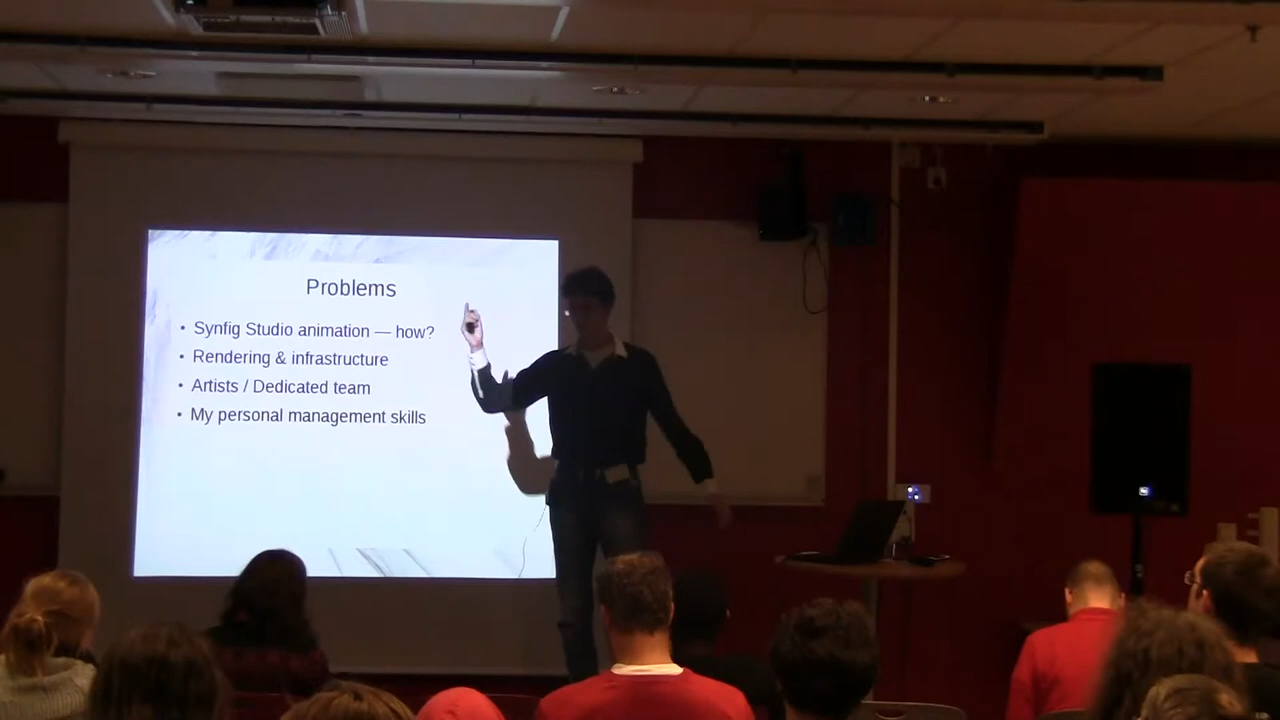 Problems
• Synfig Studio animation — how?
• Rendering & infrastructure
• Artists / Dedicated team
• My personal management skills